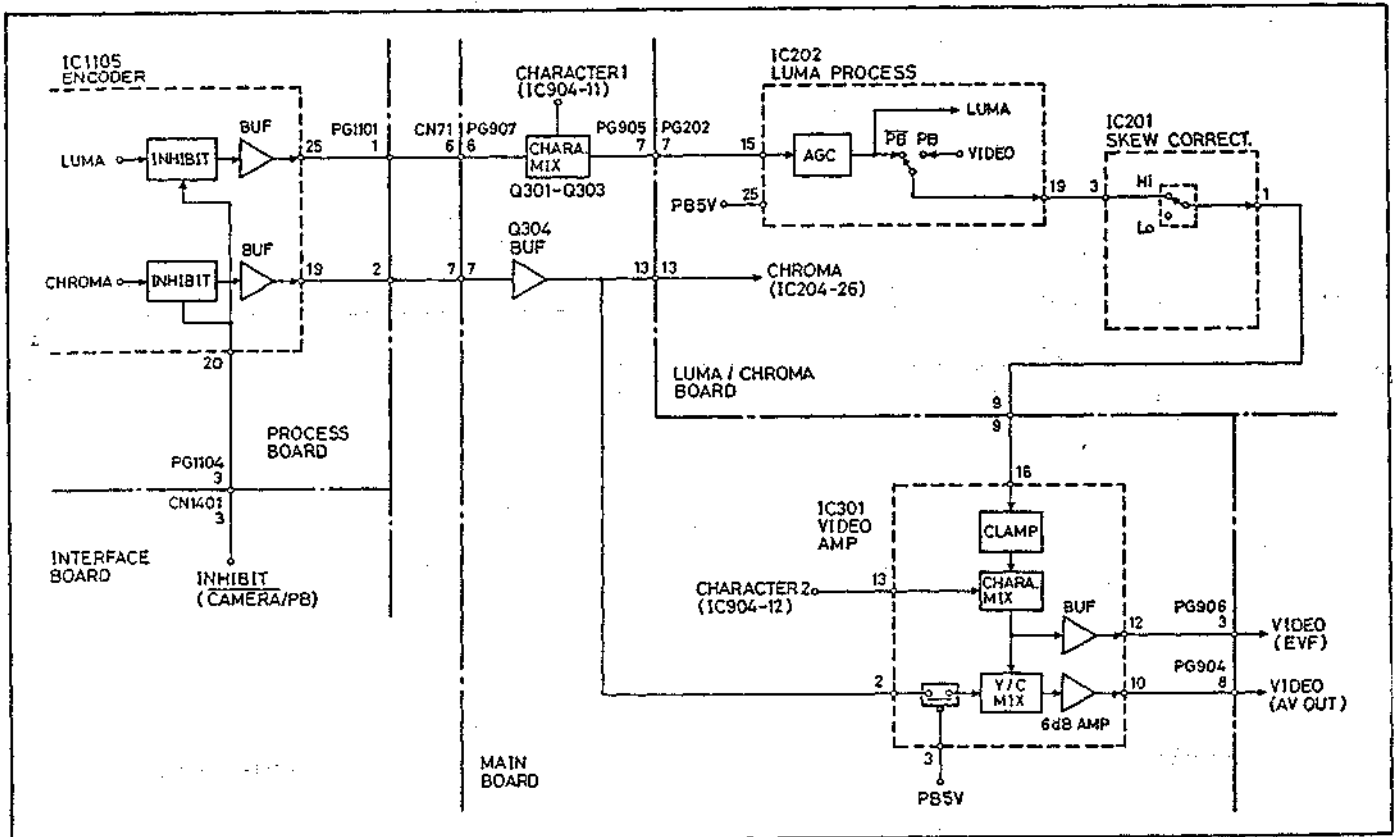 IC1105
ENCODER
LUMA
INHIBIT
BUF
25
PG1101
1
CN71
6
PG907
6
CHARACTER1
(IC904-11)
CHARA.
MIX
Q301-Q303
PG905
7
PG202
7
IC202
LUMA PROCESS
15
AGC
LUMA
P̅B̅
PB
VIDEO
PB5V
25
19
IC201
SKEW CORRECT.
3
Hi
Lo
1
CHROMA
INHIBIT
BUF
19
2
7
7
Q304
BUF
13
13
CHROMA
(IC204-26)
20
PROCESS
BOARD
PG1104
3
CN1401
3
INTERFACE
BOARD
INHIBIT
(C̅A̅M̅E̅R̅A̅/PB)
LUMA / CHROMA
BOARD
9
9
16
IC301
VIDEO
AMP
CLAMP
CHARACTER2
(IC904-12)
13
CHARA.
MIX
BUF
12
PG906
3
VIDEO
(EVF)
2
Y/C
MIX
6dB AMP
10
PG904
8
VIDEO
(AV OUT)
3
PB5V
MAIN
BOARD